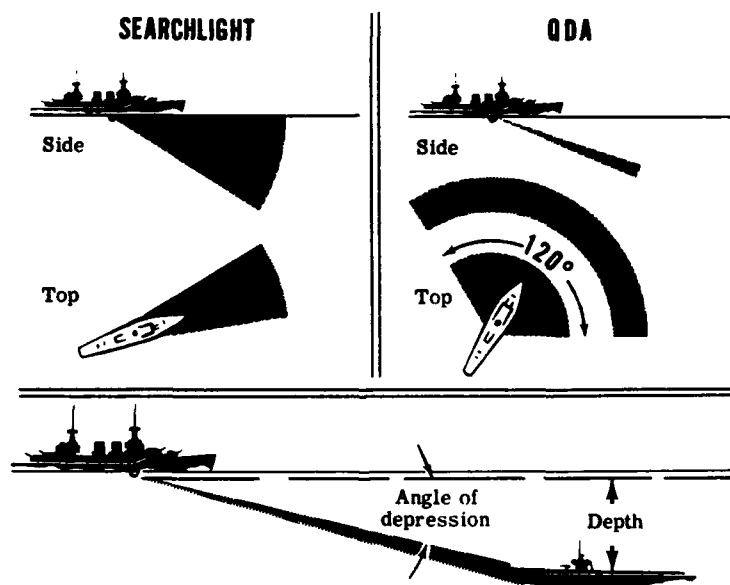 SEARCHLIGHT
QDA
Side
Side
120°
Top
Top
Angle of
depression
Depth